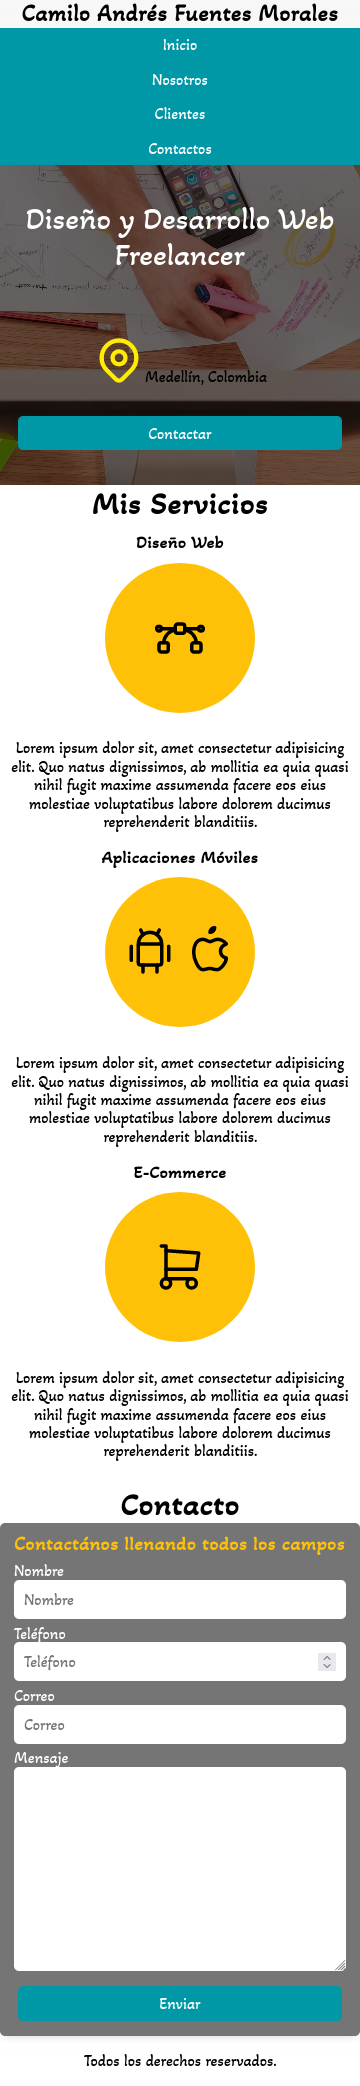 Camilo Andrés Fuentes Morales
Inicio
Nosotros
Clientes
Contactos
Diseño y Desarrollo Web
Freelancer
Medellín, Colombia
Contactar
Mis Servicios
Diseño Web
Lorem ipsum dolor sit, amet consectetur adipisicing
elit. Quo natus dignissimos, ab mollitia ea quia quasi
nihil fugit maxime assumenda facere eos eius
molestiae voluptatibus labore dolorem ducimus
reprehenderit blanditiis.
Aplicaciones Móviles
Lorem ipsum dolor sit, amet consectetur adipisicing
elit. Quo natus dignissimos, ab mollitia ea quia quasi
nihil fugit maxime assumenda facere eos eius
molestiae voluptatibus labore dolorem ducimus
reprehenderit blanditiis.
E-Commerce
Lorem ipsum dolor sit, amet consectetur adipisicing
elit. Quo natus dignissimos, ab mollitia ea quia quasi
nihil fugit maxime assumenda facere eos eius
molestiae voluptatibus labore dolorem ducimus
reprehenderit blanditiis.
Contacto
Contactános llenando todos los campos
Nombre
Nombre
Teléfono
Teléfono
Correo
Correo
Mensaje
Enviar
Todos los derechos reservados.